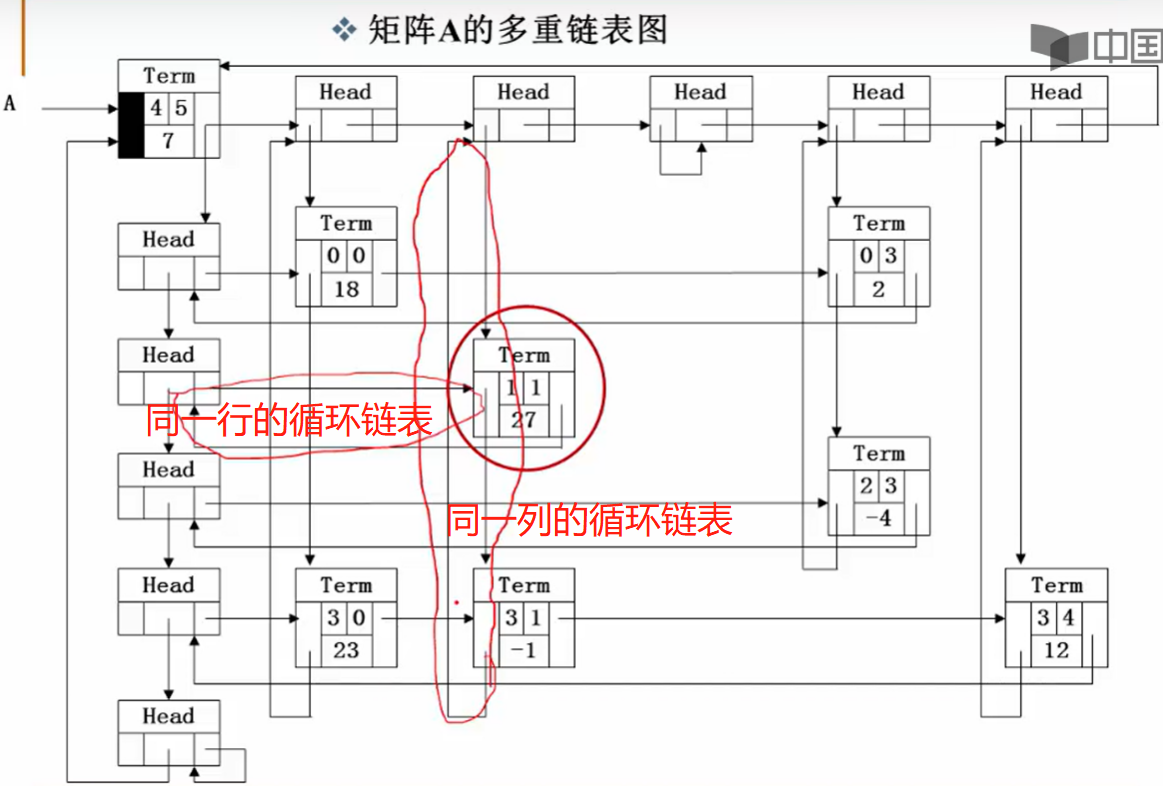 ❖ 矩阵A的多重链表图
中国
A
Term
4 5
7
Head
Head
Head
Head
Head
Head
Term
0 0
18
Term
0 3
2
Head
Term
1 1
27
同一行的循环链表
Head
Term
2 3
-4
同一列的循环链表
Head
Term
3 0
23
Term
3 1
-1
Term
3 4
12
Head